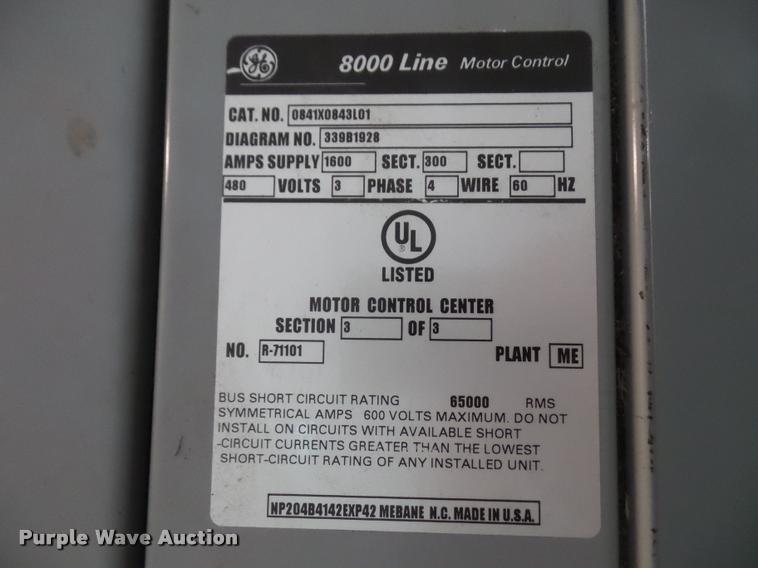 GE
8000 Line Motor Control
CAT. NO. 0841X0843L01
DIAGRAM NO. 339B1928
AMPS SUPPLY 1600 SECT. 300 SECT.
480 VOLTS 3 PHASE 4 WIRE 60 HZ
UL
LISTED
MOTOR CONTROL CENTER
SECTION 3 OF 3
NO. R-71101 PLANT ME
BUS SHORT CIRCUIT RATING 65000 RMS
SYMMETRICAL AMPS 600 VOLTS MAXIMUM. DO NOT
INSTALL ON CIRCUITS WITH AVAILABLE SHORT
-CIRCUIT CURRENTS GREATER THAN THE LOWEST
SHORT-CIRCUIT RATING OF ANY INSTALLED UNIT.
NP204B4142EXP42 MEBANE N.C. MADE IN U.S.A.
Purple Wave Auction